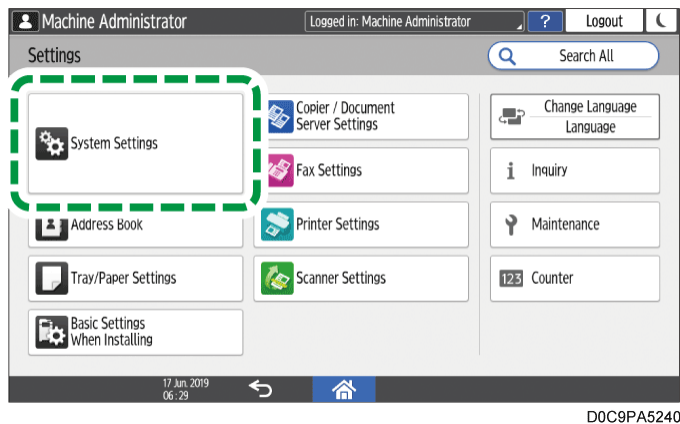 Machine Administrator
Logged in: Machine Administrator
?
Logout
Settings
Search All
System Settings
Copier / Document
Server Settings
Change Language
Language
Fax Settings
i
Inquiry
Address Book
Printer Settings
Maintenance
Tray/Paper Settings
Scanner Settings
123
Counter
Basic Settings
When Installing
17 Jun. 2019
06 : 29
D0C9PA5240